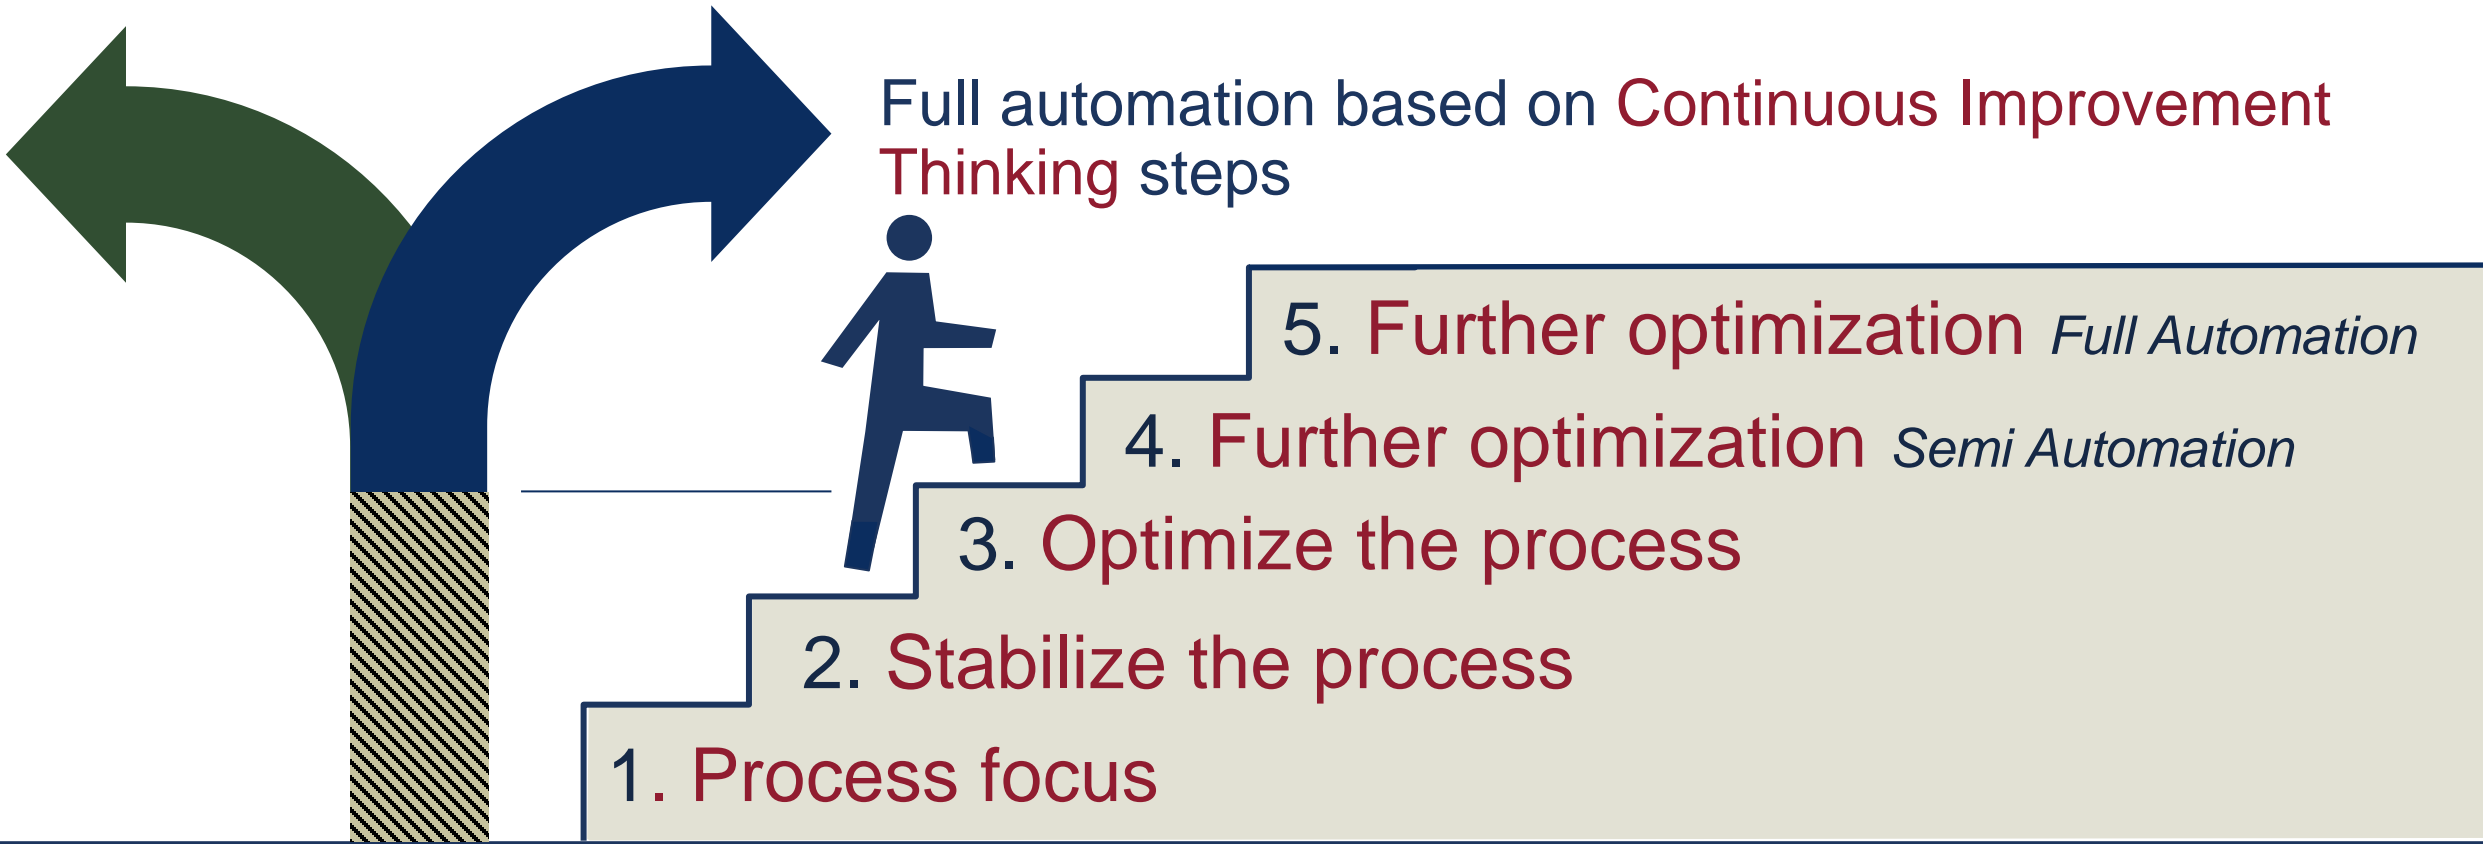 Full automation based on Continuous Improvement
Thinking steps
5. Further optimization Full Automation
4. Further optimization Semi Automation
3. Optimize the process
2. Stabilize the process
1. Process focus